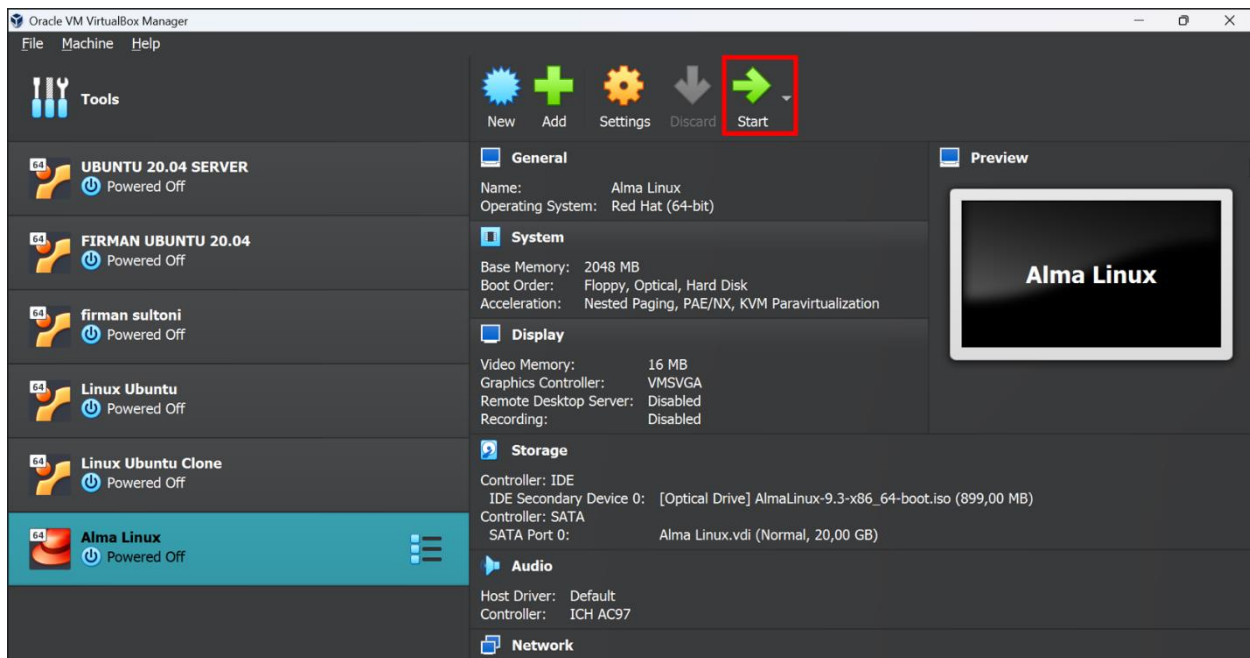 Oracle VM VirtualBox Manager
File Machine Help
Tools
New Add Settings Discard Start
64
UBUNTU 20.04 SERVER
Powered Off
64
FIRMAN UBUNTU 20.04
Powered Off
64
firman sultoni
Powered Off
64
Linux Ubuntu
Powered Off
64
Linux Ubuntu Clone
Powered Off
64
Alma Linux
Powered Off
General
Name: Alma Linux
Operating System: Red Hat (64-bit)
System
Base Memory: 2048 MB
Boot Order: Floppy, Optical, Hard Disk
Acceleration: Nested Paging, PAE/NX, KVM Paravirtualization
Display
Video Memory: 16 MB
Graphics Controller: VMSVGA
Remote Desktop Server: Disabled
Recording: Disabled
Storage
Controller: IDE
IDE Secondary Device 0: [Optical Drive] AlmaLinux-9.3-x86_64-boot.iso (899,00 MB)
Controller: SATA
SATA Port 0: Alma Linux.vdi (Normal, 20,00 GB)
Audio
Host Driver: Default
Controller: ICH AC97
Network
Preview
Alma Linux